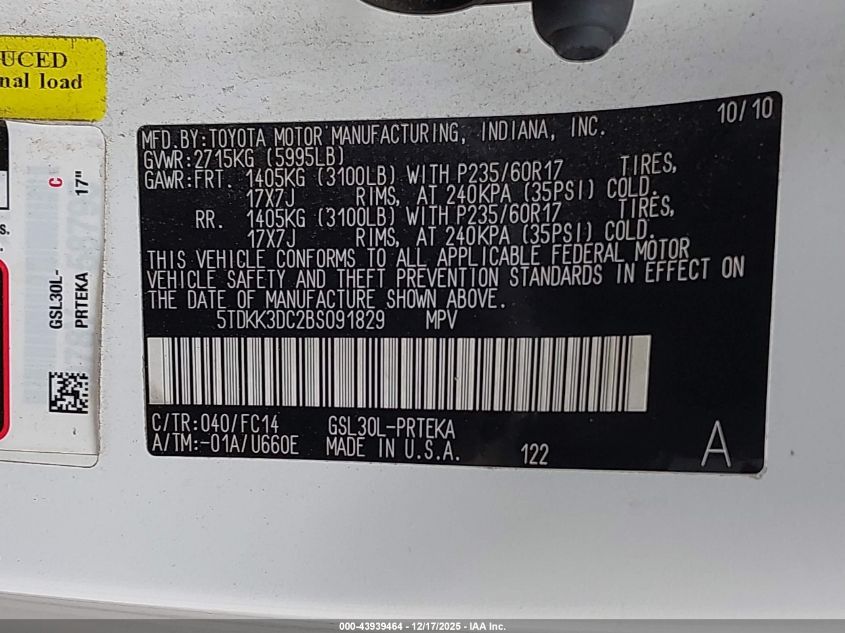 UCED
nal load
C
17"
GSL30L-
PRTEKA
s.
10/10
MFD.BY:TOYOTA MOTOR MANUFACTURING, INDIANA, INC.
GVWR:2715KG (5995LB)
GAWR:FRT. 1405KG (3100LB) WITH P235/60R17 TIRES,
17X7J RIMS, AT 240KPA (35PSI) COLD.
RR. 1405KG (3100LB) WITH P235/60R17 TIRES,
17X7J RIMS, AT 240KPA (35PSI) COLD.
THIS VEHICLE CONFORMS TO ALL APPLICABLE FEDERAL MOTOR
VEHICLE SAFETY AND THEFT PREVENTION STANDARDS IN EFFECT ON
THE DATE OF MANUFACTURE SHOWN ABOVE.
5TDKK3DC2BS091829 MPV
C/TR:040/FC14 GSL30L-PRTEKA
A/TM:-01A/U660E MADE IN U.S.A. 122 A
000-43939464 - 12/17/2025 - IAA Inc.